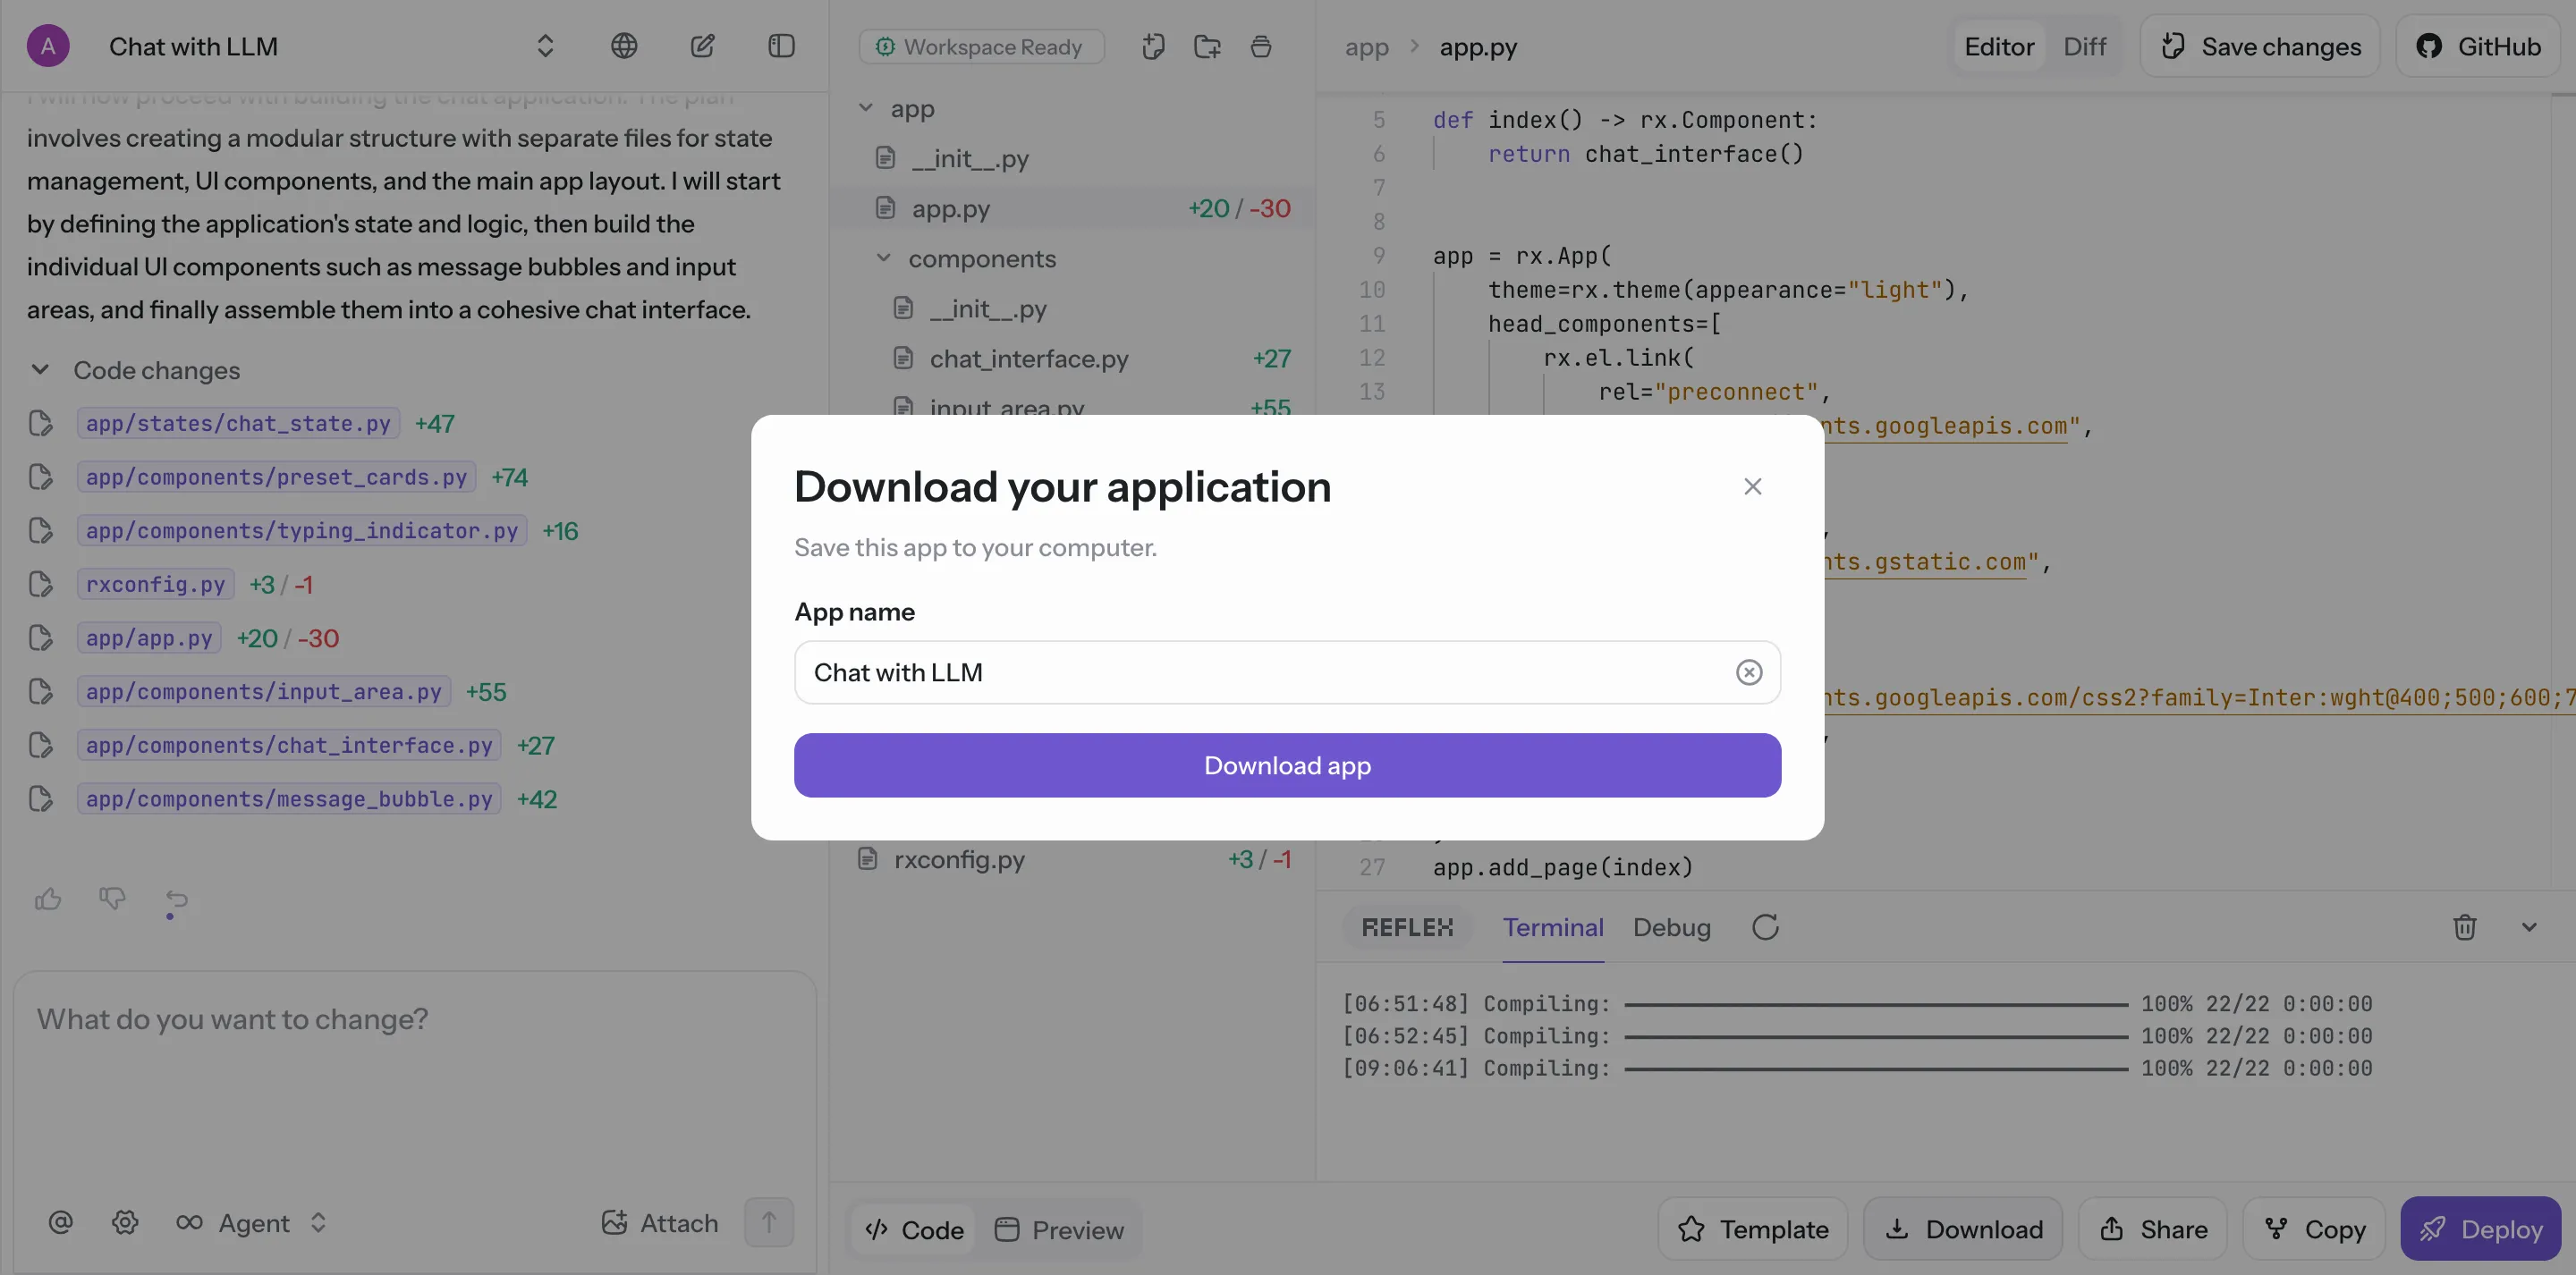 A
Chat with LLM
I will now proceed with building the chat application. The plan
involves creating a modular structure with separate files for state
management, UI components, and the main app layout. I will start
by defining the application's state and logic, then build the
individual UI components such as message bubbles and input
areas, and finally assemble them into a cohesive chat interface.
Code changes
app/states/chat_state.py +47
app/components/preset_cards.py +74
app/components/typing_indicator.py +16
rxconfig.py +3 / -1
app/app.py +20 / -30
app/components/input_area.py +55
app/components/chat_interface.py +27
app/components/message_bubble.py +42
What do you want to change?
Agent
Attach
Workspace Ready
app
__init__.py
app.py +20 / -30
components
__init__.py
chat_interface.py +27
input_area.py +55
rxconfig.py +3 / -1
app > app.py
Editor
Diff
Save changes
GitHub
5 def index() -> rx.Component:
6 return chat_interface()
7
8
9 app = rx.App(
10 theme=rx.theme(appearance="light"),
11 head_components=[
12 rx.el.link(
13 rel="preconnect",
nts.googleapis.com",
,
nts.gstatic.com",
nts.googleapis.com/css2?family=Inter:wght@400;500;600;7
,
27 app.add_page(index)
Download your application
Save this app to your computer.
App name
Chat with LLM
Download app
REFLEX
Terminal
Debug
[06:51:48] Compiling: 100% 22/22 0:00:00
[06:52:45] Compiling: 100% 22/22 0:00:00
[09:06:41] Compiling: 100% 22/22 0:00:00
Code
Preview
Template
Download
Share
Copy
Deploy